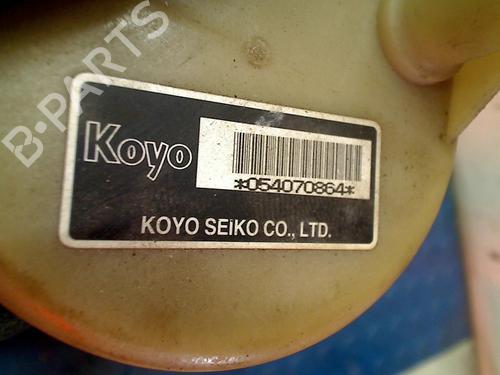 B-PARTS
Koyo
*054070864*
KOYO SEiKO CO., LTD.